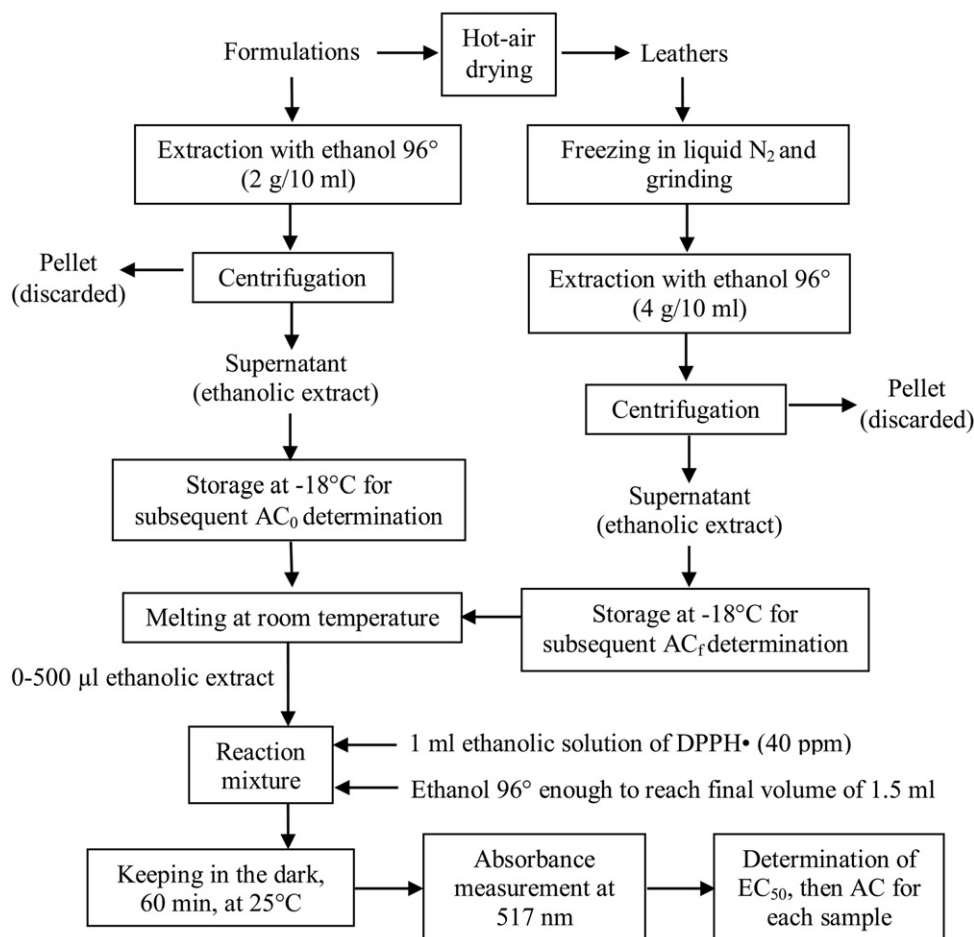 Formulations
Hot-air
drying
Leathers
Extraction with ethanol 96°
(2 g/10 ml)
Freezing in liquid N₂ and
grinding
Pellet
(discarded)
Centrifugation
Extraction with ethanol 96°
(4 g/10 ml)
Supernatant
(ethanolic extract)
Centrifugation
Pellet
(discarded)
Storage at -18°C for
subsequent AC₀ determination
Supernatant
(ethanolic extract)
Melting at room temperature
Storage at -18°C for
subsequent AC_f determination
0-500 µl ethanolic extract
Reaction
mixture
1 ml ethanolic solution of DPPH• (40 ppm)
Ethanol 96° enough to reach final volume of 1.5 ml
Keeping in the dark,
60 min, at 25°C
Absorbance
measurement at
517 nm
Determination of
EC₅₀, then AC for
each sample